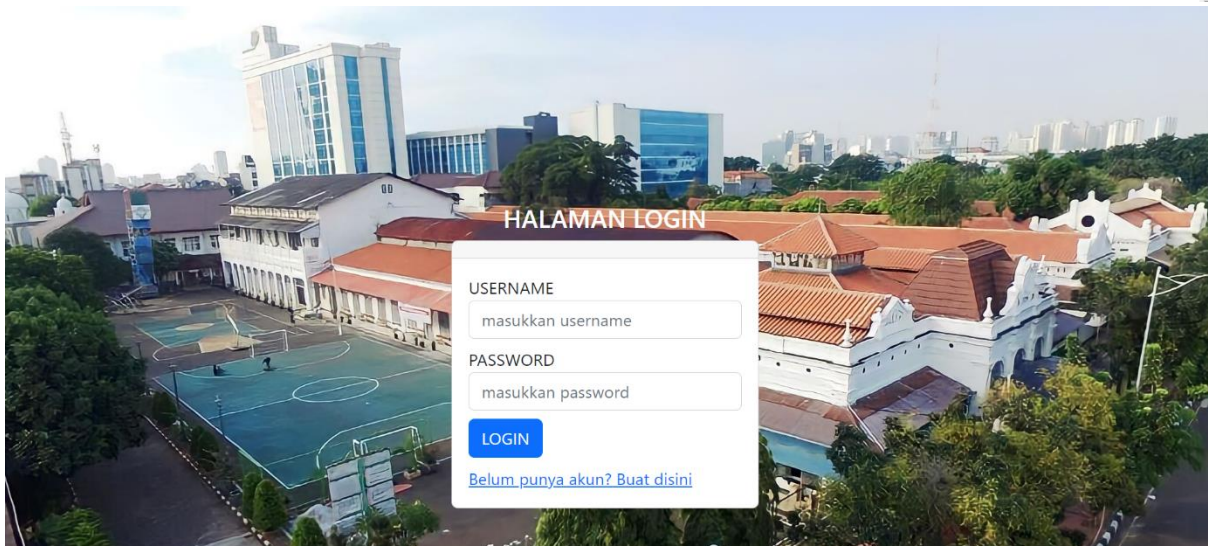 HALAMAN LOGIN
USERNAME
masukkan username
PASSWORD
masukkan password
LOGIN
Belum punya akun? Buat disini